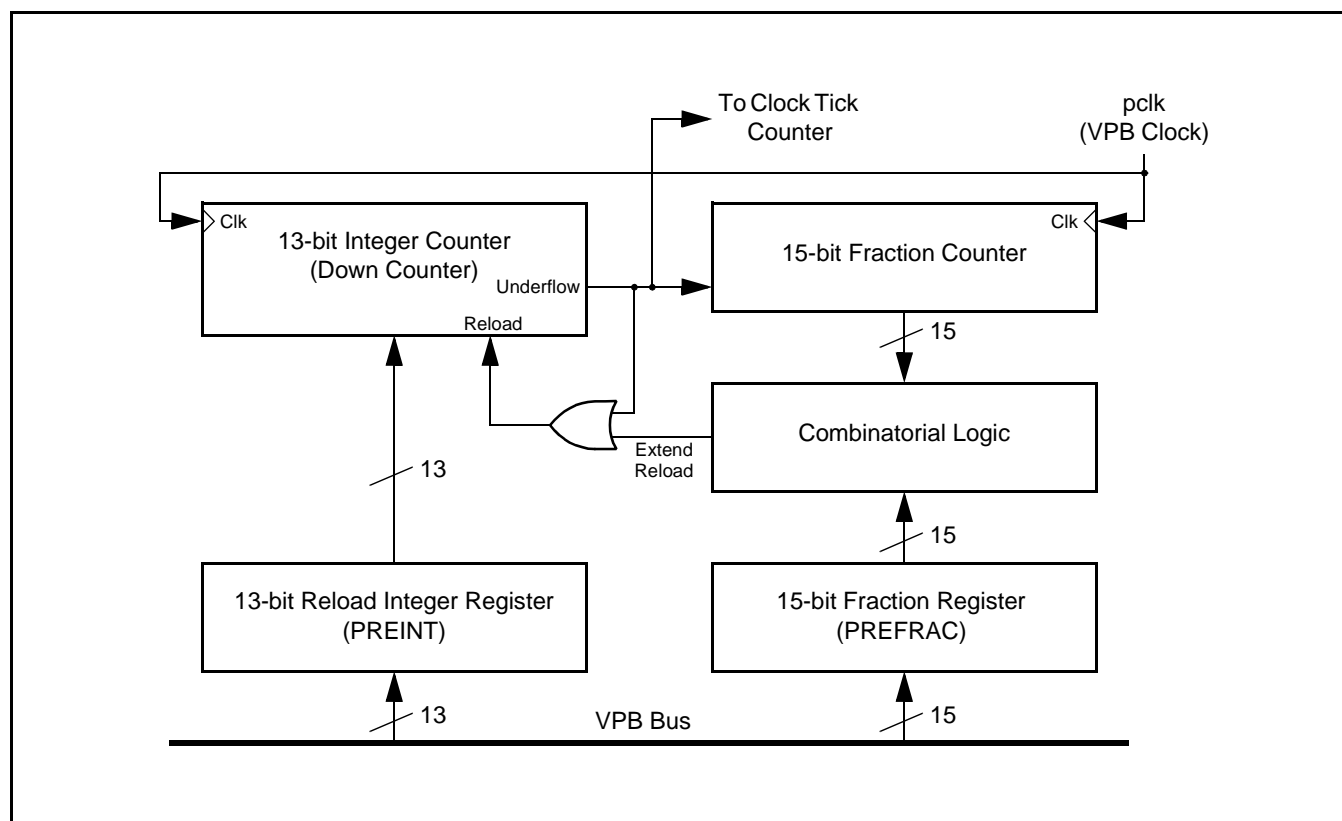 To Clock Tick
Counter
pclk
(VPB Clock)
Clk
13-bit Integer Counter
(Down Counter)
Underflow
Reload
Clk
15-bit Fraction Counter
15
Combinatorial Logic
Extend
Reload
13
15
13-bit Reload Integer Register
(PREINT)
15-bit Fraction Register
(PREFRAC)
13
VPB Bus
15